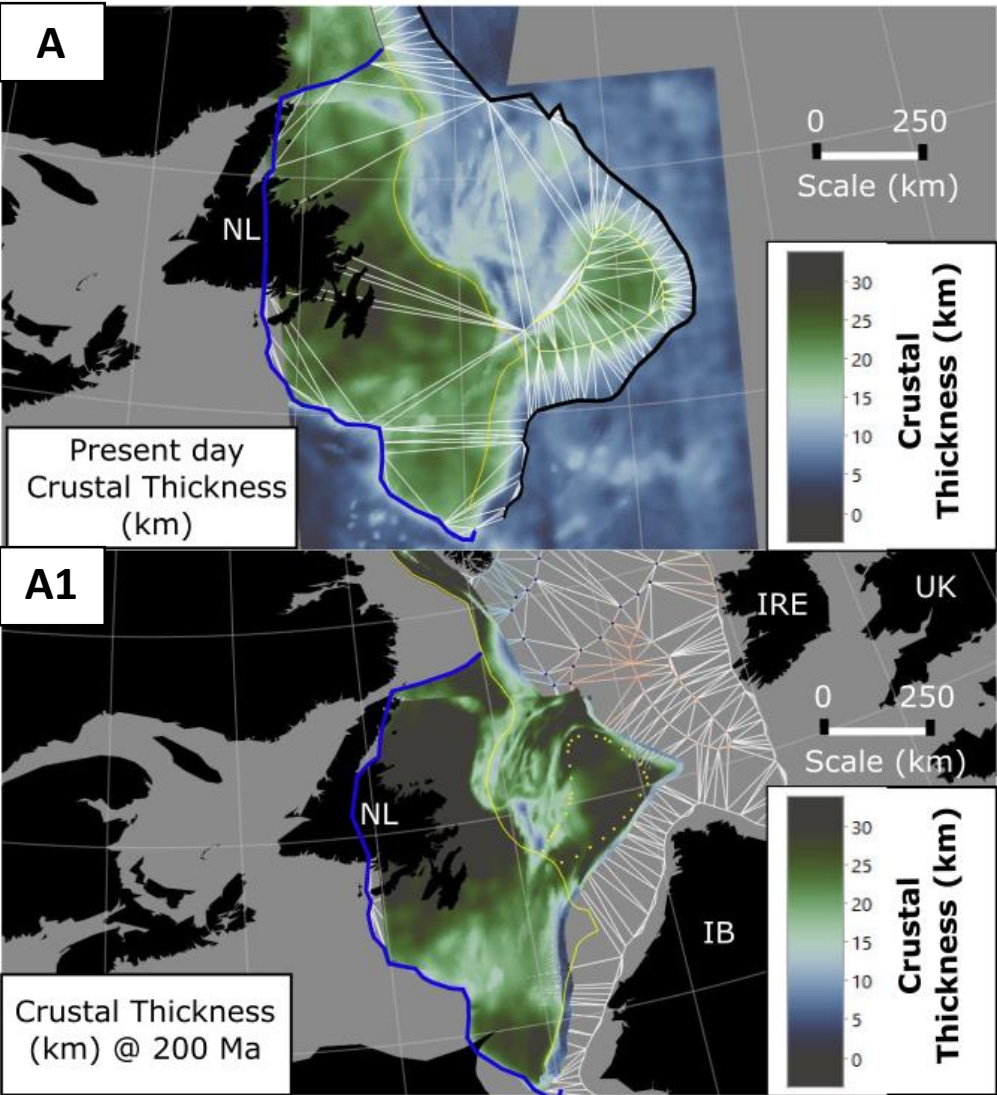 A
0 250
Scale (km)
NL
30
25
20
15
10
5
0
Crustal
Thickness (km)
Present day
Crustal Thickness
(km)
A1
IRE
UK
0 250
Scale (km)
NL
IB
30
25
20
15
10
5
0
Crustal
Thickness (km)
Crustal Thickness
(km) @ 200 Ma